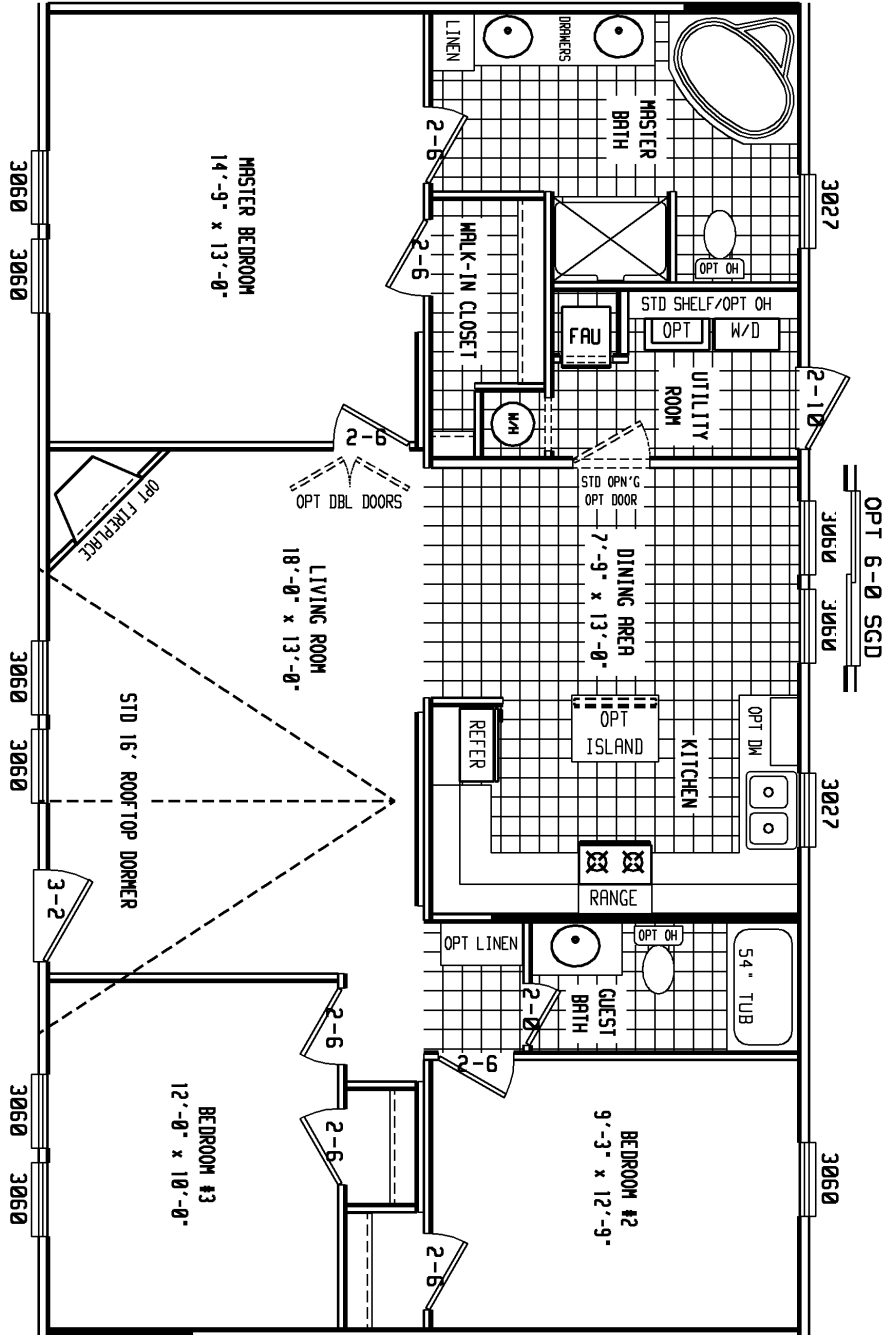 LINEN
DRAWERS
MASTER
BATH
2-6
3027
OPT OH
MASTER BEDROOM
14'-9" x 13'-0"
3060
3060
2-6
WALK-IN CLOSET
STD SHELF/OPT OH
FAU
OPT
W/D
UTILITY
ROOM
2-10
W/H
2-6
OPT DBL DOORS
STD OPN'G
OPT DOOR
OPT FIREPLACE
LIVING ROOM
18'-0" x 13'-0"
DINING AREA
7'-9" x 13'-0"
3060
3060
OPT 6-0 SGD
OPT
ISLAND
REFER
KITCHEN
OPT DW
3027
RANGE
3060
3060
STD 16' ROOFTOP DORMER
3-2
OPT LINEN
OPT OH
GUEST
BATH
54" TUB
2-0
2-6
2-6
2-6
BEDROOM #3
12'-0" x 10'-0"
3060
3060
BEDROOM #2
9'-3" x 12'-9"
3060
2-6